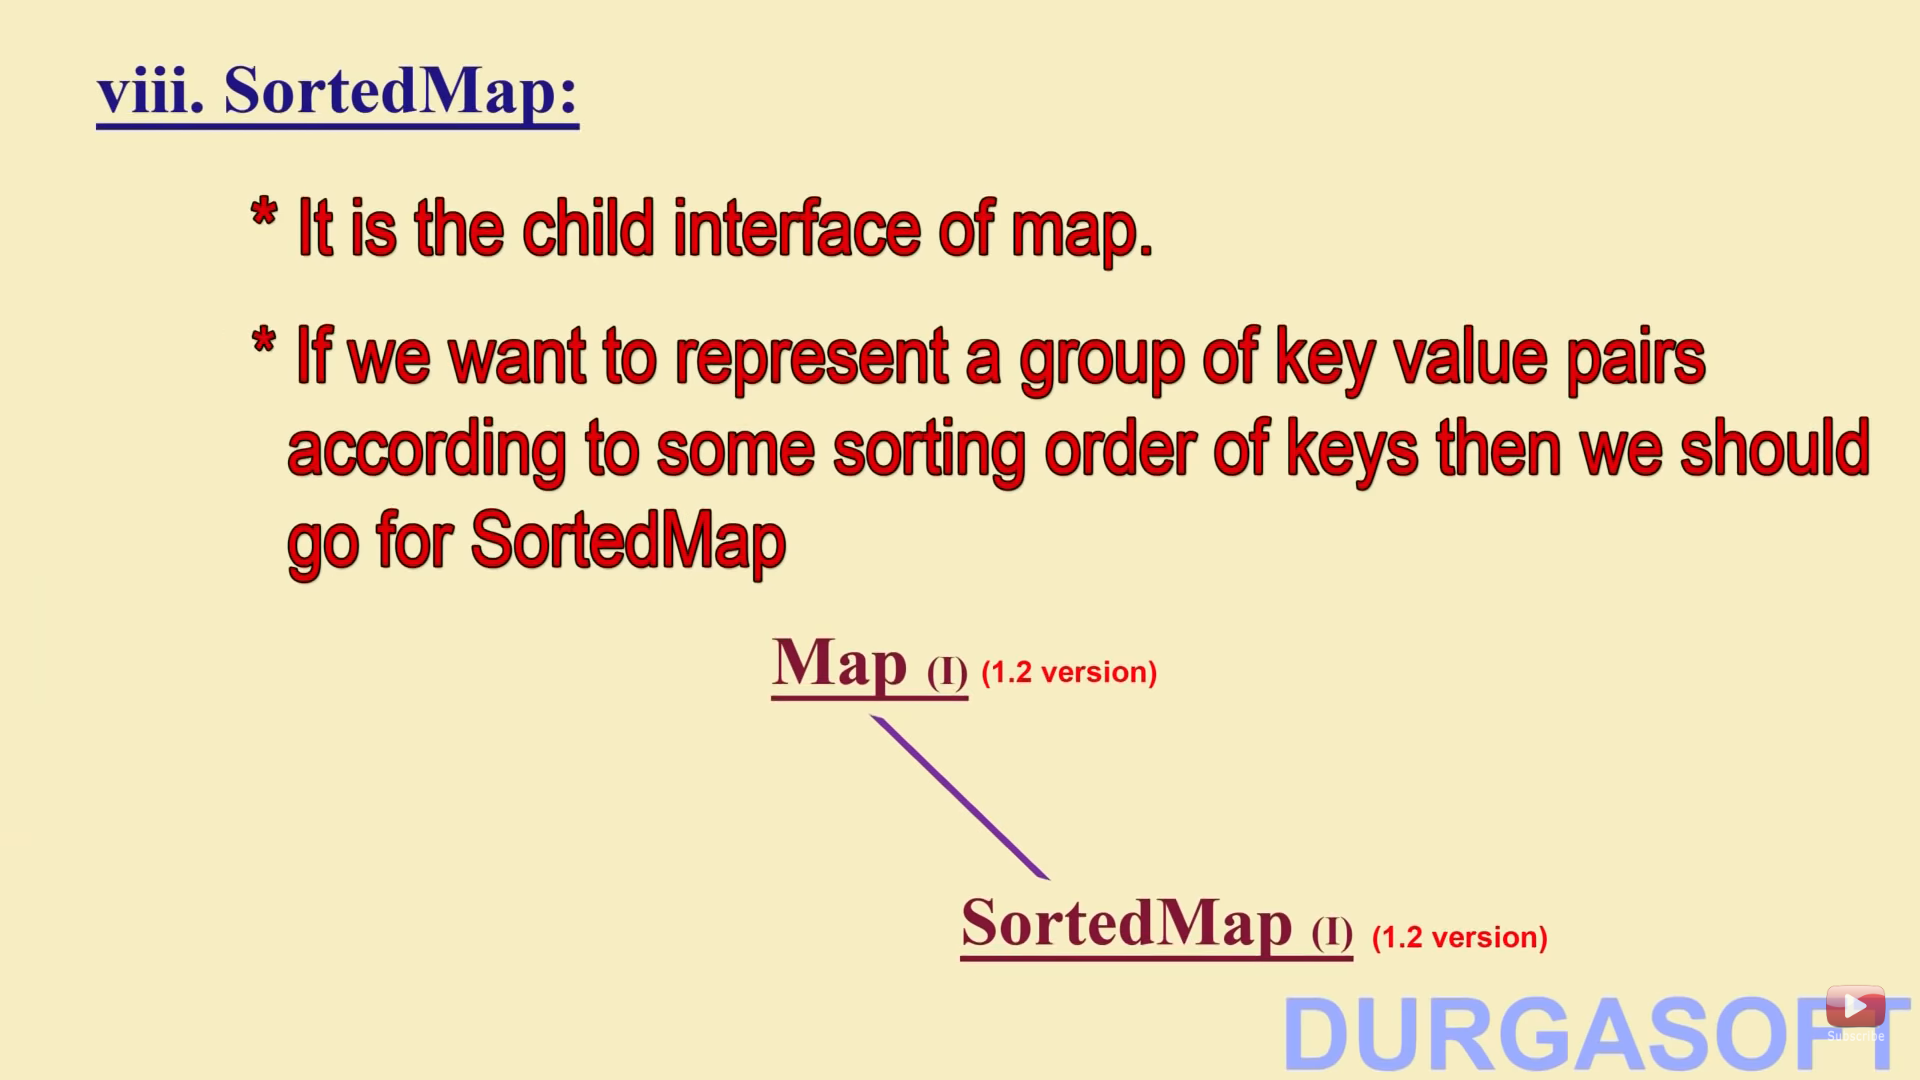 viii. SortedMap:
* It is the child interface of map.
* If we want to represent a group of key value pairs
according to some sorting order of keys then we should
go for SortedMap
Map (I) (1.2 version)
SortedMap (I) (1.2 version)
DURGASOFT
Subscribe